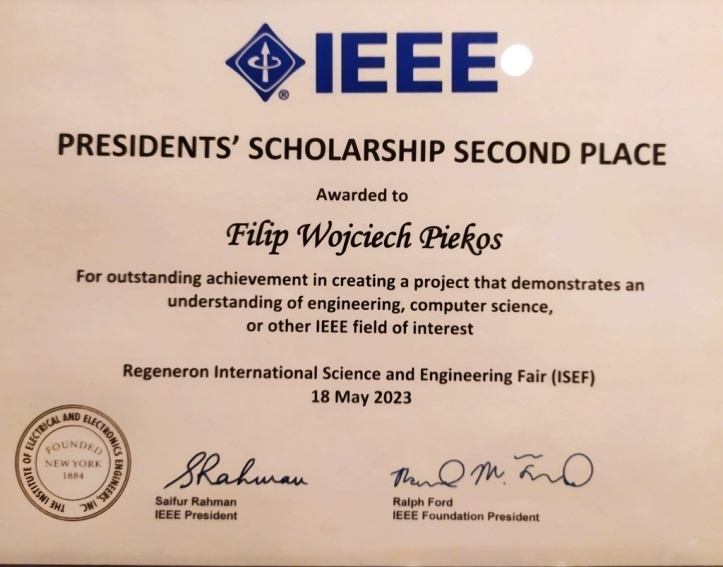 IEEE
®
PRESIDENTS' SCHOLARSHIP SECOND PLACE
Awarded to
Filip Wojciech Piekos
For outstanding achievement in creating a project that demonstrates an
understanding of engineering, computer science,
or other IEEE field of interest
Regeneron International Science and Engineering Fair (ISEF)
18 May 2023
THE INSTITUTE OF ELECTRICAL AND ELECTRONICS ENGINEERS, INC.
FOUNDED
NEW YORK
1884
SRahman
Saifur Rahman
IEEE President
Ralph Ford
IEEE Foundation President